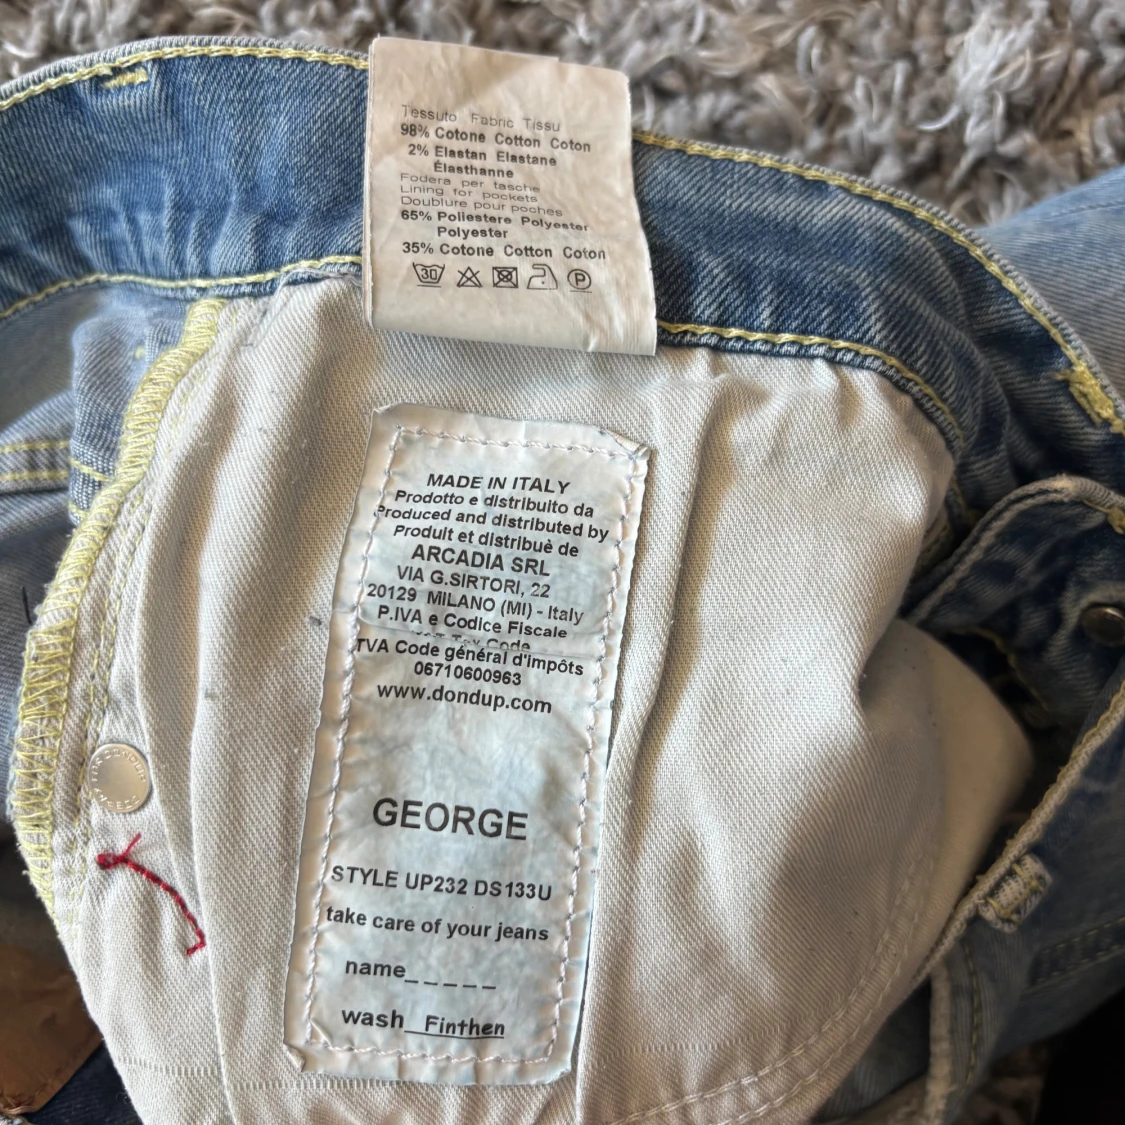 Tessuto Fabric Tissu
98% Cotone Cotton Coton
2% Elastan Elastane
Élasthanne
Fodera per tasche
Lining for pockets
Doublure pour poches
65% Poliestere Polyester
Polyester
35% Cotone Cotton Coton
30
P
MADE IN ITALY
Prodotto e distribuito da
Produced and distributed by
Produit et distribuè de
ARCADIA SRL
VIA G.SIRTORI, 22
20129 MILANO (MI) - Italy
P.IVA e Codice Fiscale
Code
TVA Code général d'impôts
06710600963
www.dondup.com
GEORGE
STYLE UP232 DS133U
take care of your jeans
name_____
wash_Finthen